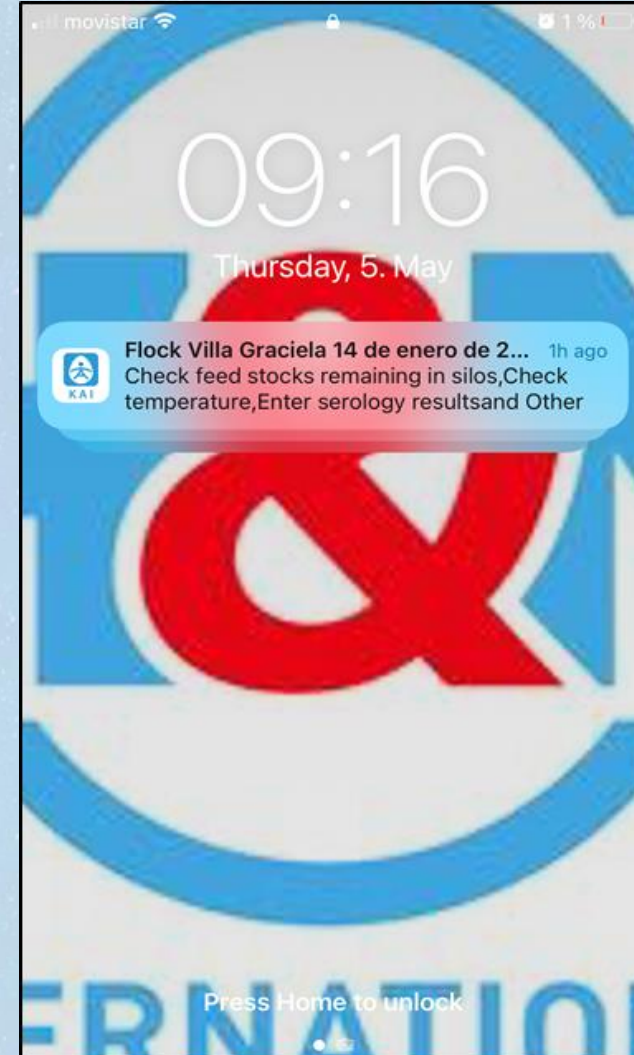 movistar
1 %
09:16
Thursday, 5. May
Flock Villa Graciela 14 de enero de 2... 1h ago
Check feed stocks remaining in silos,Check
temperature,Enter serology resultsand Other
KAI
&
Press Home to unlock
ERNATIO